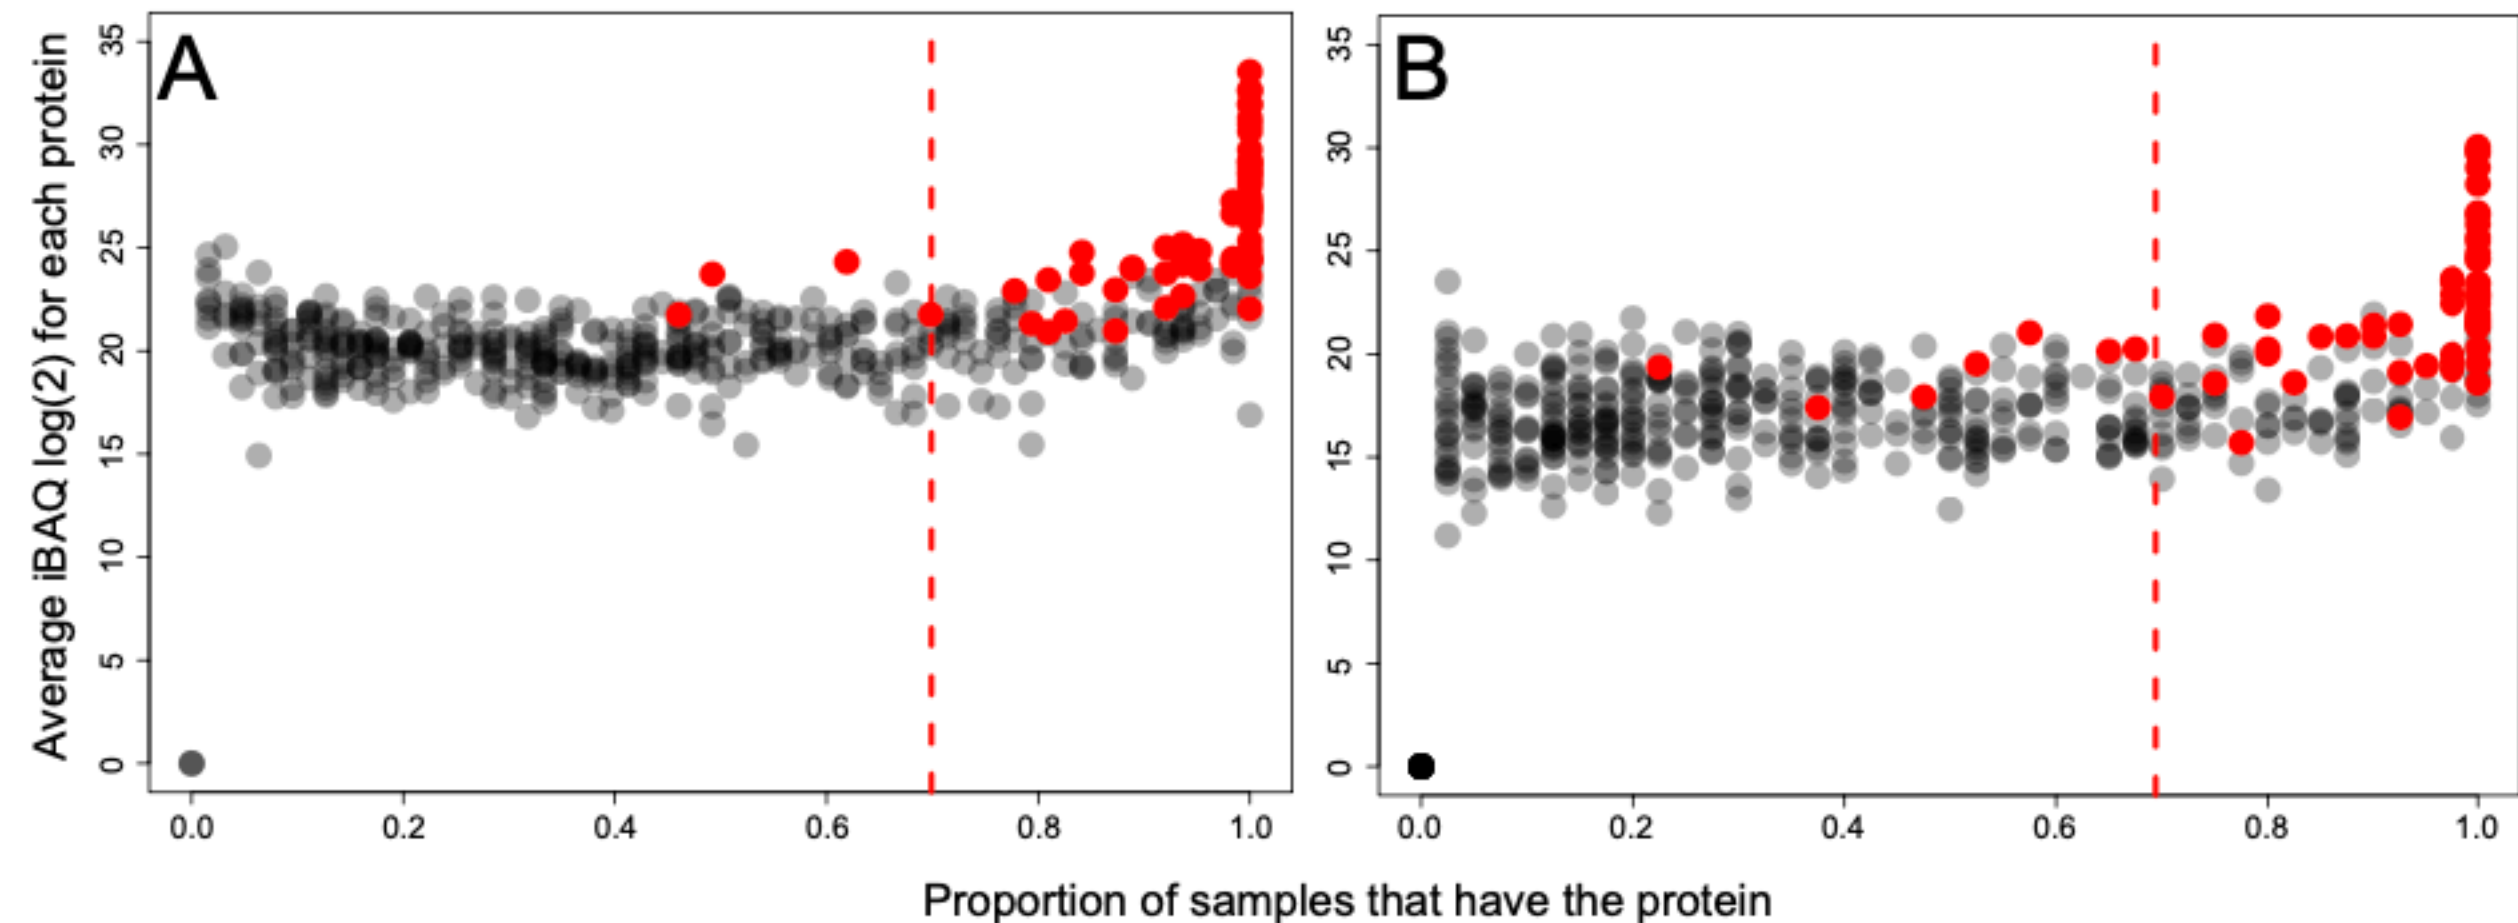 A
B
Average iBAQ log(2) for each protein
35
30
25
20
15
10
5
0
35
30
25
20
15
10
5
0
0.0 0.2 0.4 0.6 0.8 1.0
0.0 0.2 0.4 0.6 0.8 1.0
Proportion of samples that have the protein